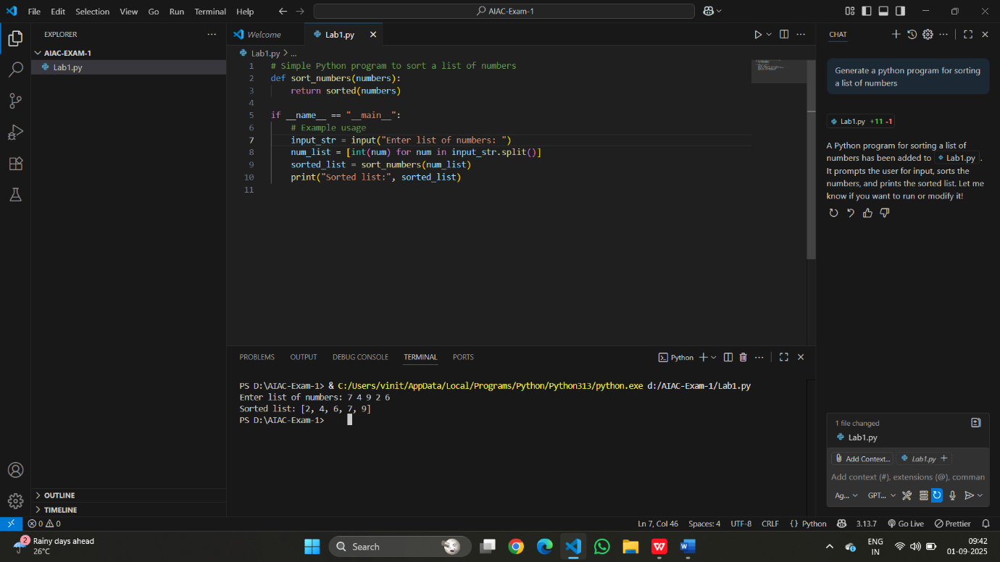 File Edit Selection View Go Run Terminal Help
AIAC-Exam-1
EXPLORER
AIAC-EXAM-1
Lab1.py
OUTLINE
TIMELINE
Welcome
Lab1.py
Lab1.py > ...
1 # Simple Python program to sort a list of numbers
2 def sort_numbers(numbers):
3     return sorted(numbers)
4
5 if __name__ == "__main__":
6     # Example usage
7     input_str = input("Enter list of numbers: ")
8     num_list = [int(num) for num in input_str.split()]
9     sorted_list = sort_numbers(num_list)
10     print("Sorted list:", sorted_list)
11
PROBLEMS OUTPUT DEBUG CONSOLE TERMINAL PORTS
Python
PS D:\AIAC-Exam-1> & C:/Users/vinit/AppData/Local/Programs/Python/Python313/python.exe d:/AIAC-Exam-1/Lab1.py
Enter list of numbers: 7 4 9 2 6
Sorted list: [2, 4, 6, 7, 9]
PS D:\AIAC-Exam-1>
CHAT
Generate a python program for sorting
a list of numbers
Lab1.py +11 -1
A Python program for sorting a list of
numbers has been added to Lab1.py .
It prompts the user for input, sorts the
numbers, and prints the sorted list. Let me
know if you want to run or modify it!
1 file changed
Lab1.py
Add Context... Lab1.py
Add context (#), extensions (@), comman
Ag... GPT...
0 0
Ln 7, Col 46 Spaces: 4 UTF-8 CRLF {} Python 3.13.7 Go Live Prettier
2
Rainy days ahead
26°C
Search
ENG
IN
09:42
01-09-2025